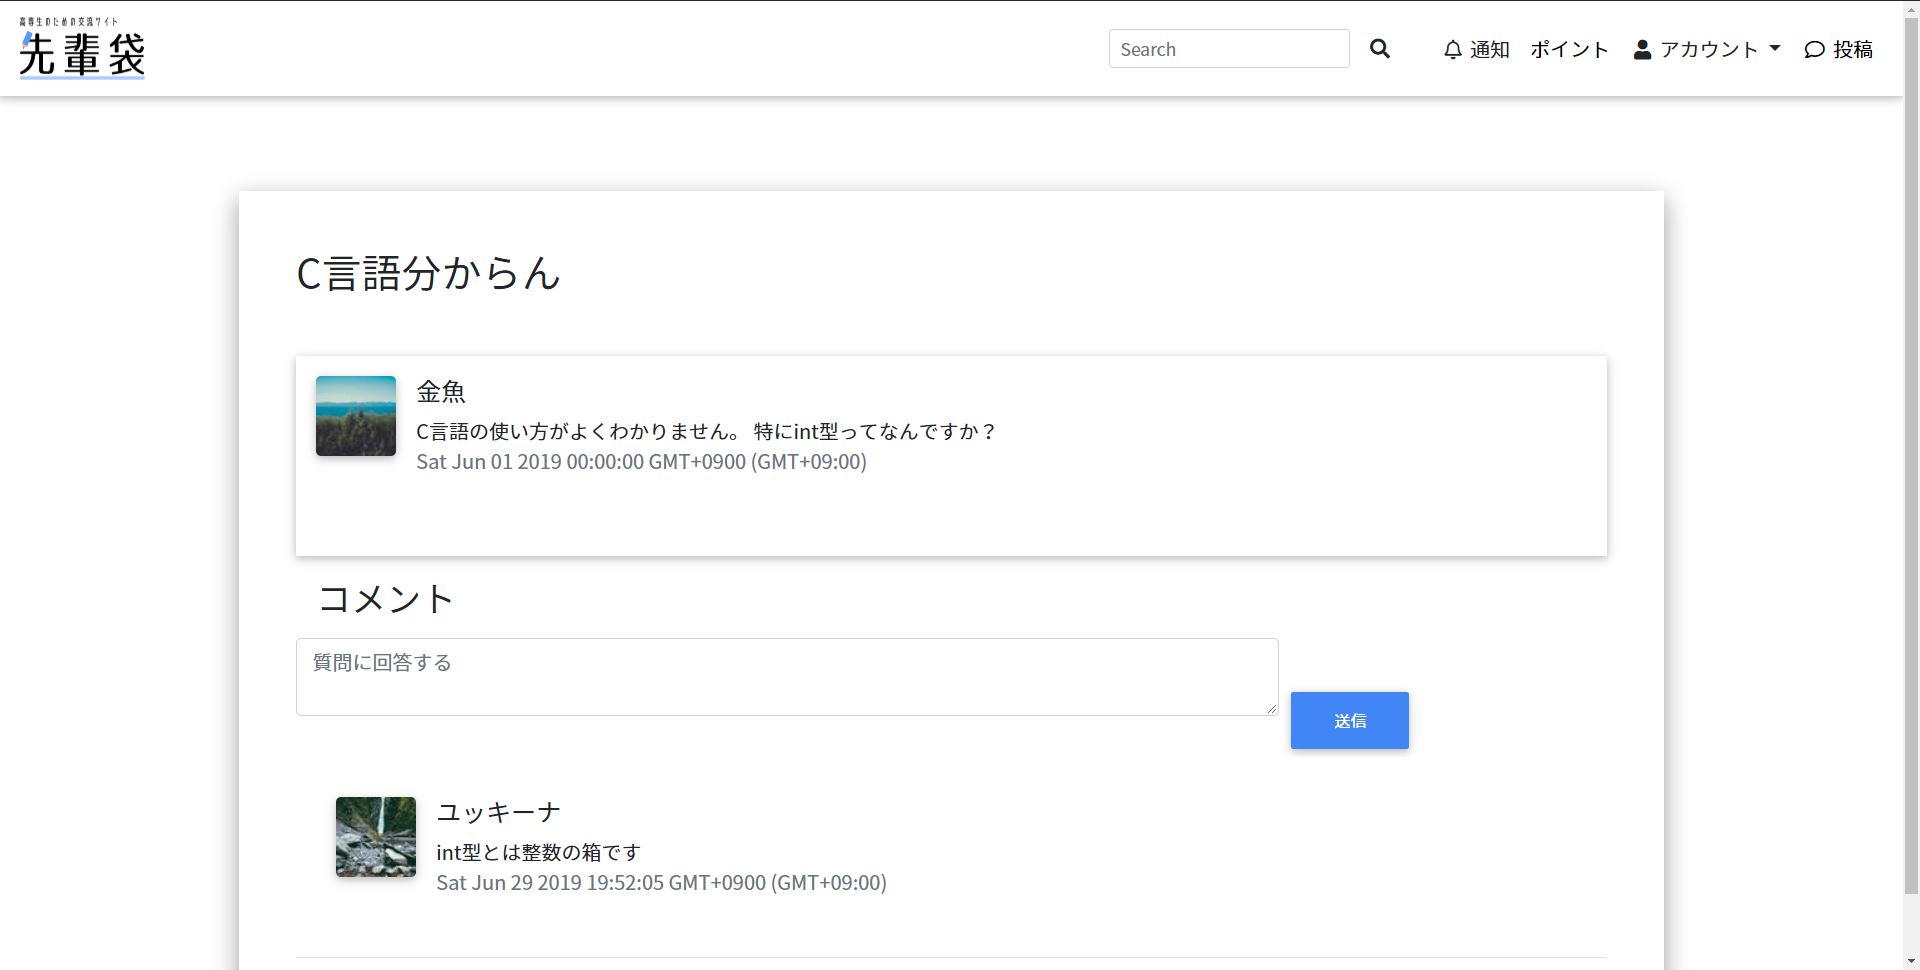 高専生のための交流サイト
先輩袋
Search
通知
ポイント
アカウント
投稿
C言語分からん
金魚
C言語の使い方がよくわかりません。 特にint型ってなんですか？
Sat Jun 01 2019 00:00:00 GMT+0900 (GMT+09:00)
コメント
質問に回答する
送信
ユッキーナ
int型とは整数の箱です
Sat Jun 29 2019 19:52:05 GMT+0900 (GMT+09:00)